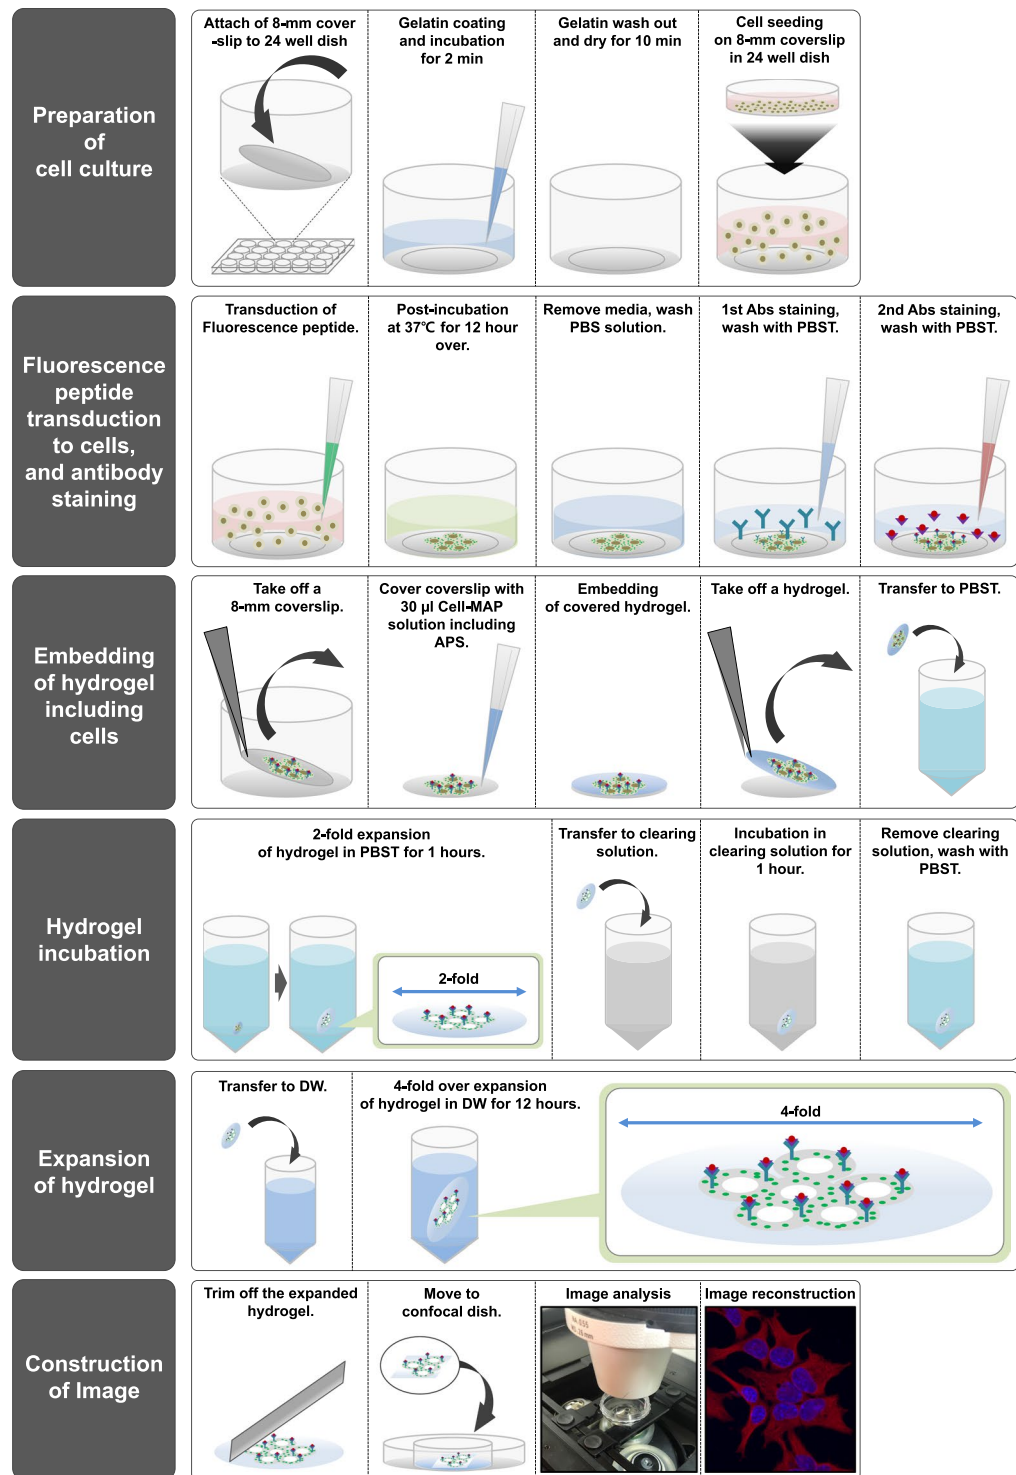 Preparation
of
cell culture
Attach of 8-mm cover
-slip to 24 well dish
Gelatin coating
and incubation
for 2 min
Gelatin wash out
and dry for 10 min
Cell seeding
on 8-mm coverslip
in 24 well dish
Fluorescence
peptide
transduction
to cells,
and antibody
staining
Transduction of
Fluorescence peptide.
Post-incubation
at 37℃ for 12 hour
over.
Remove media, wash
PBS solution.
1st Abs staining,
wash with PBST.
2nd Abs staining,
wash with PBST.
Embedding
of hydrogel
including
cells
Take off a
8-mm coverslip.
Cover coverslip with
30 µl Cell-MAP
solution including
APS.
Embedding
of covered hydrogel.
Take off a hydrogel.
Transfer to PBST.
Hydrogel
incubation
2-fold expansion
of hydrogel in PBST for 1 hours.
2-fold
Transfer to clearing
solution.
Incubation in
clearing solution for
1 hour.
Remove clearing
solution, wash with
PBST.
Expansion
of hydrogel
Transfer to DW.
4-fold over expansion
of hydrogel in DW for 12 hours.
4-fold
Construction
of Image
Trim off the expanded
hydrogel.
Move to
confocal dish.
Image analysis
Image reconstruction